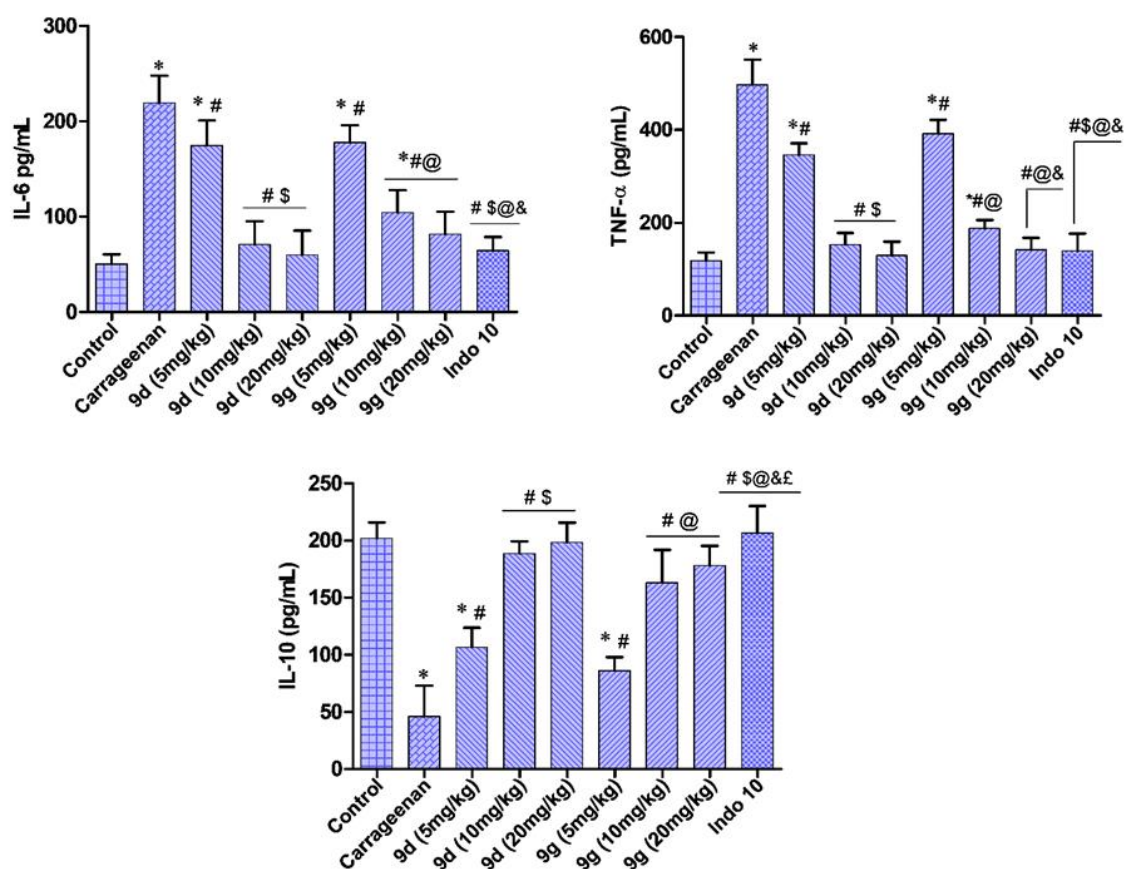 300
200
100
0
IL-6 pg/mL
*
* #
# $
* #
*#@
# $@&
Control
Carrageenan
9d (5mg/kg)
9d (10mg/kg)
9d (20mg/kg)
9g (5mg/kg)
9g (10mg/kg)
9g (20mg/kg)
Indo 10
600
400
200
0
TNF-α (pg/mL)
*
*#
# $
*#
*#@
#@&
#$@&
Control
Carrageenan
9d (5mg/kg)
9d (10mg/kg)
9d (20mg/kg)
9g (5mg/kg)
9g (10mg/kg)
9g (20mg/kg)
Indo 10
250
200
150
100
50
0
IL-10 (pg/mL)
*
* #
# $
* #
# @
# $@&£
Control
Carrageenan
9d (5mg/kg)
9d (10mg/kg)
9d (20mg/kg)
9g (5mg/kg)
9g (10mg/kg)
9g (20mg/kg)
Indo 10